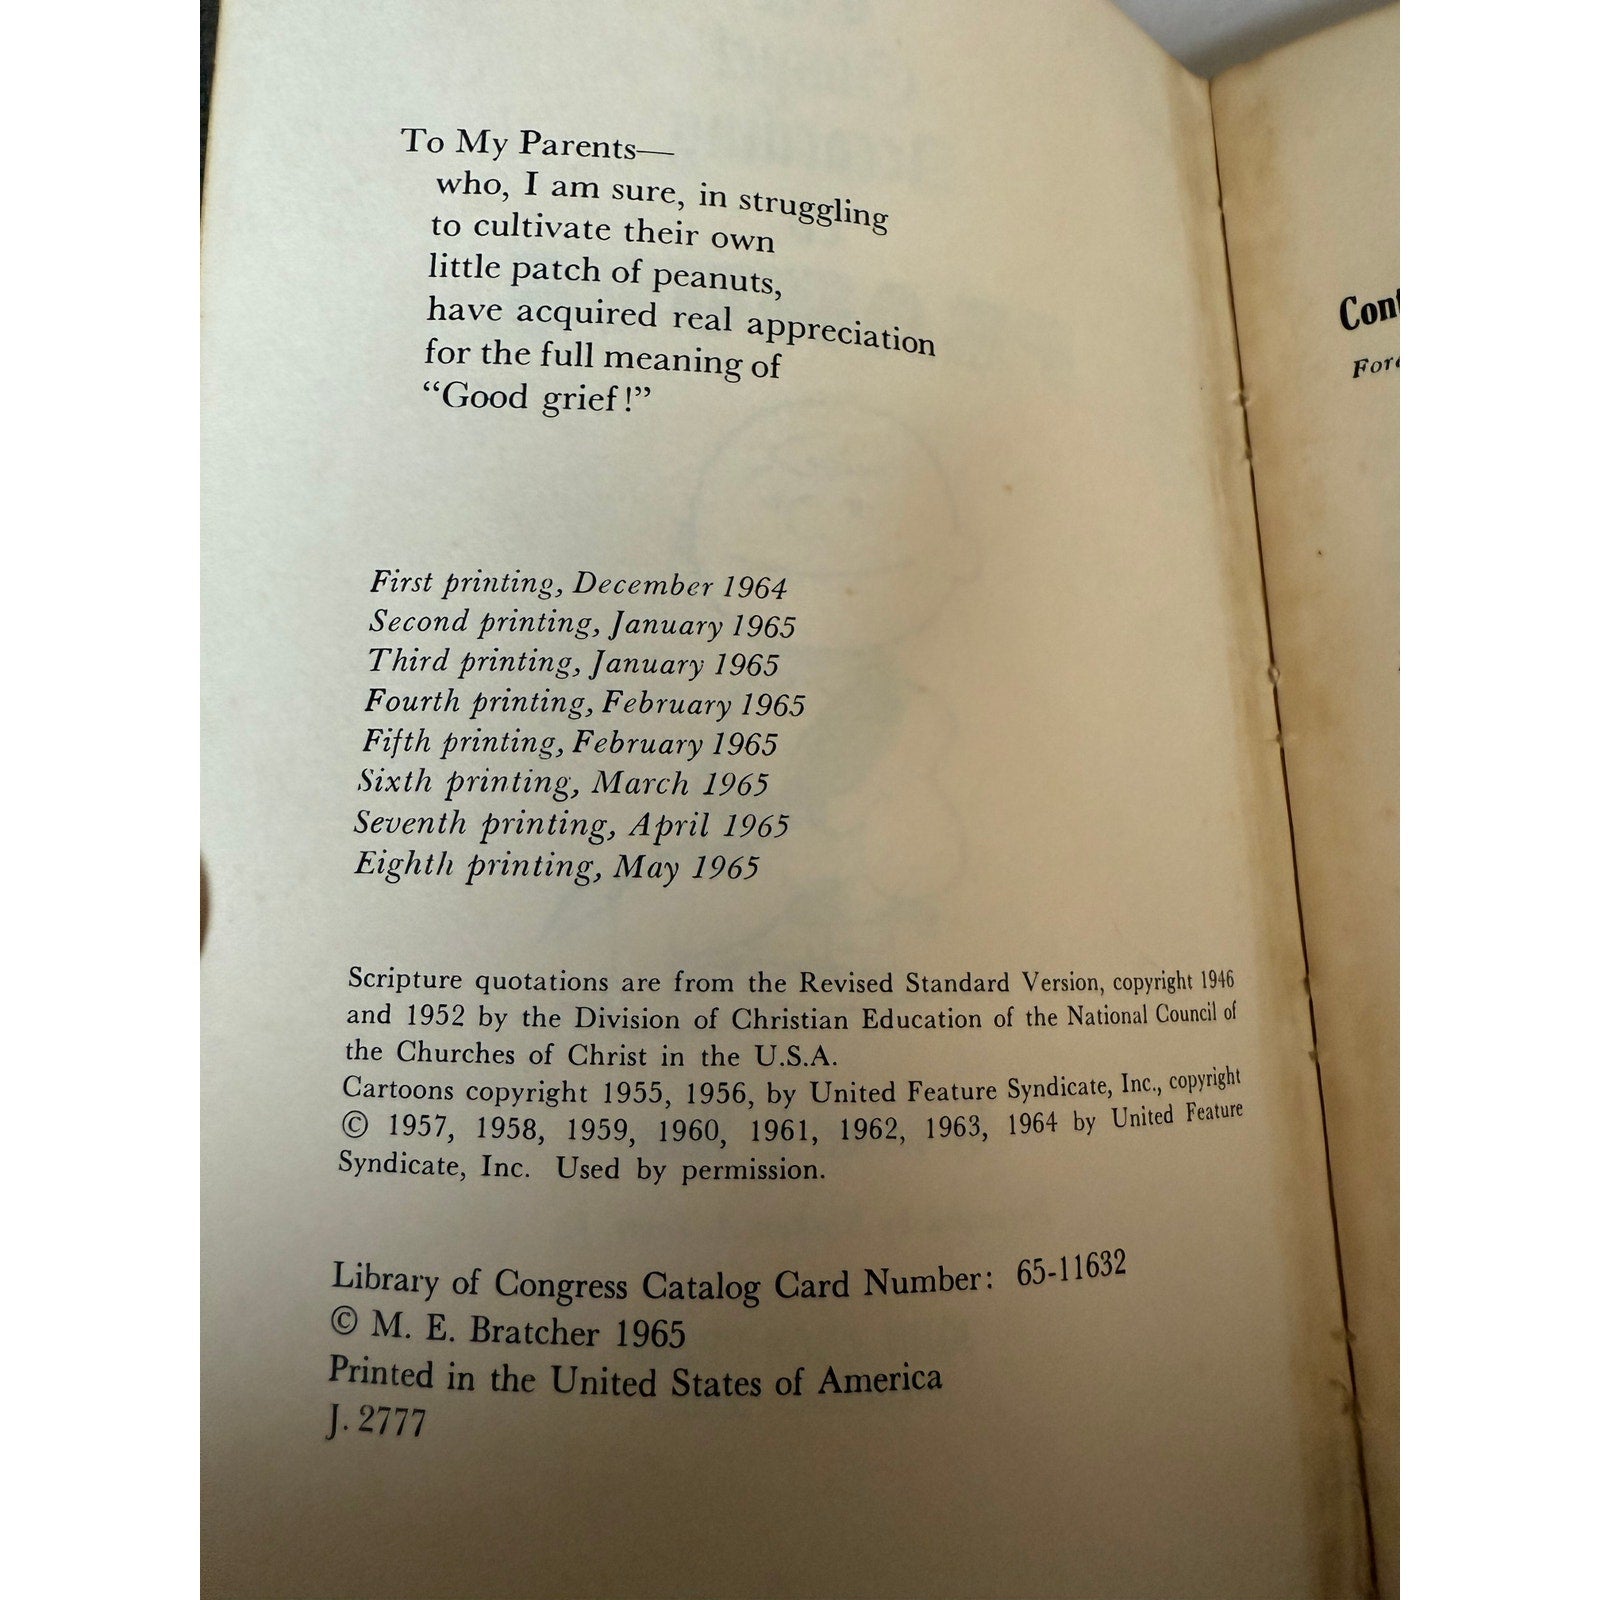 To My Parents—
who, I am sure, in struggling
to cultivate their own
little patch of peanuts,
have acquired real appreciation
for the full meaning of
“Good grief!”
First printing, December 1964
Second printing, January 1965
Third printing, January 1965
Fourth printing, February 1965
Fifth printing, February 1965
Sixth printing, March 1965
Seventh printing, April 1965
Eighth printing, May 1965
Scripture quotations are from the Revised Standard Version, copyright 1946
and 1952 by the Division of Christian Education of the National Council of
the Churches of Christ in the U.S.A.
Cartoons copyright 1955, 1956, by United Feature Syndicate, Inc., copyright
© 1957, 1958, 1959, 1960, 1961, 1962, 1963, 1964 by United Feature
Syndicate, Inc. Used by permission.
Library of Congress Catalog Card Number: 65-11632
© M. E. Bratcher 1965
Printed in the United States of America
J. 2777